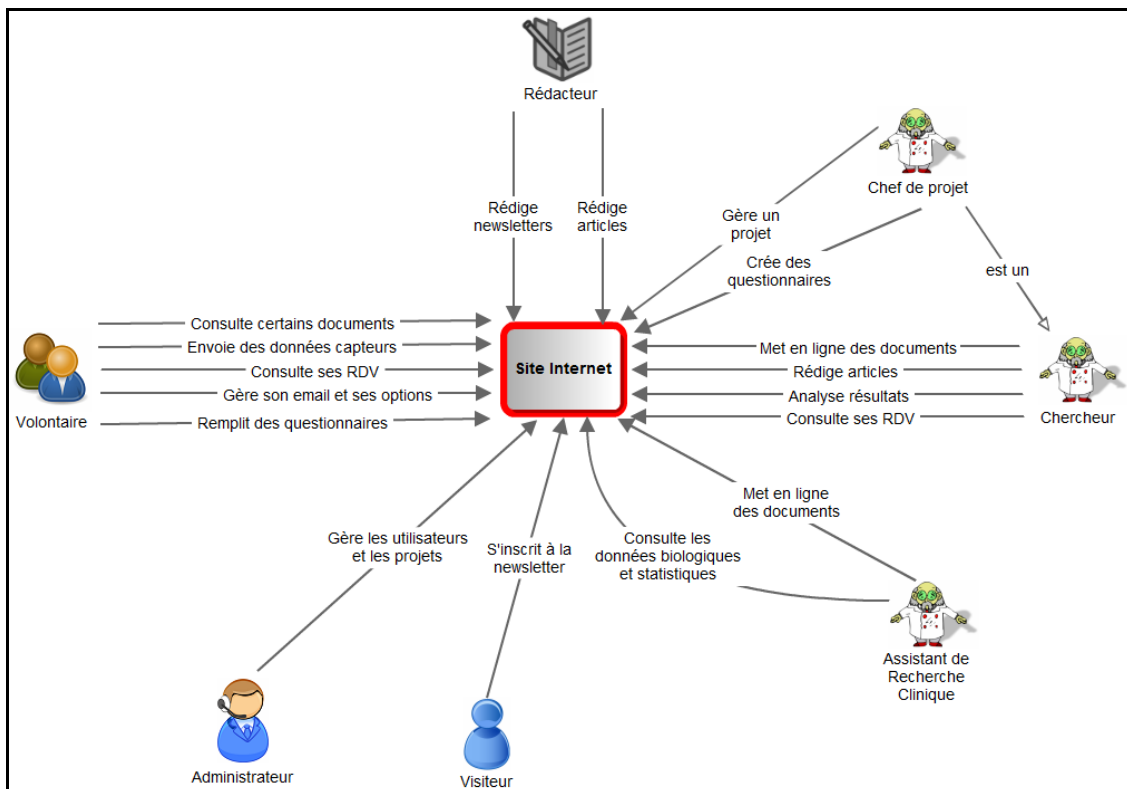 Rédacteur
Chef de projet
Rédige
newsletters
Rédige
articles
Gère un
projet
Crée des
questionnaires
est un
Consulte certains documents
Envoie des données capteurs
Consulte ses RDV
Gère son email et ses options
Remplit des questionnaires
Volontaire
Site Internet
Met en ligne des documents
Rédige articles
Analyse résultats
Consulte ses RDV
Chercheur
Gère les utilisateurs
et les projets
S'inscrit à la
newsletter
Consulte les
données biologiques
et statistiques
Met en ligne
des documents
Assistant de
Recherche
Clinique
Administrateur
Visiteur